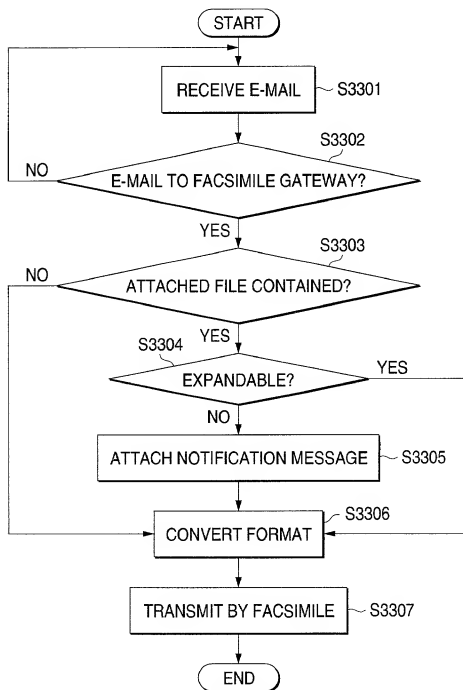 START
RECEIVE E-MAIL
S3301
S3302
NO
E-MAIL TO FACSIMILE GATEWAY?
YES
S3303
NO
ATTACHED FILE CONTAINED?
YES
S3304
EXPANDABLE?
YES
NO
ATTACH NOTIFICATION MESSAGE
S3305
S3306
CONVERT FORMAT
TRANSMIT BY FACSIMILE
S3307
END